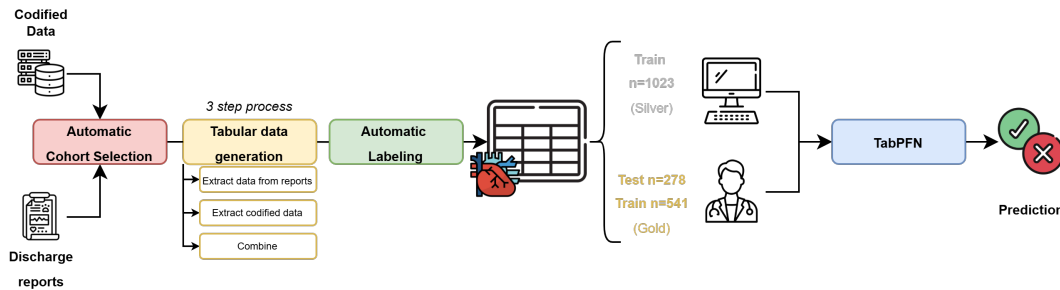 Codified
Data
3 step process
Automatic
Cohort Selection
Tabular data
generation
Automatic
Labeling
Extract data from reports
Extract codified data
Combine
Discharge
reports
Train
n=1023
(Silver)
Test n=278
Train n=541
(Gold)
TabPFN
Prediction